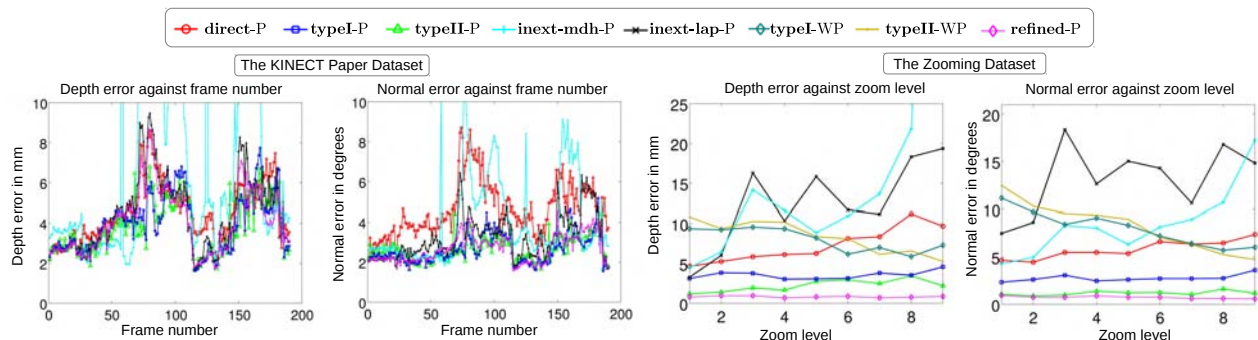 direct-P typeI-P typeII-P inext-mdh-P inext-lap-P typeI-WP typeII-WP refined-P
The KINECT Paper Dataset
The Zooming Dataset
Depth error against frame number
Depth error in mm
10
8
6
4
2
0
0 50 100 150 200
Frame number
Normal error against frame number
Normal error in degrees
10
8
6
4
2
0
0 50 100 150 200
Frame number
Depth error against zoom level
Depth error in mm
25
20
15
10
5
0
2 4 6 8
Zoom level
Normal error against zoom level
Normal error in degrees
20
15
10
5
0
2 4 6 8
Zoom level